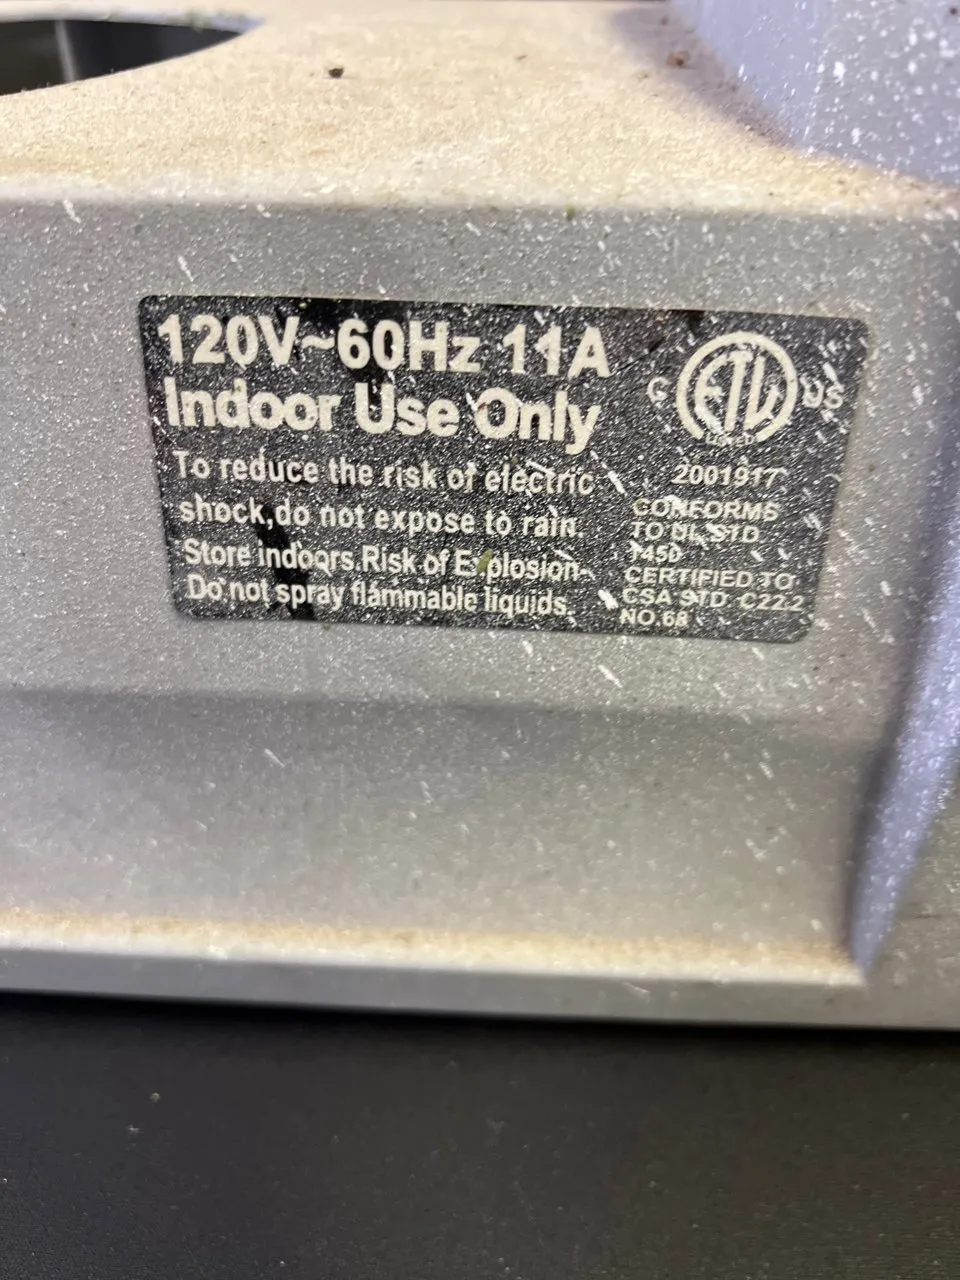 120V~60Hz 11A
Indoor Use Only
To reduce the risk of electric
shock,do not expose to rain.
Store indoors.Risk of Explosion-
Do not spray flammable liquids.
C ETL US
LISTED
2001917
CONFORMS
TO UL STD
1450
CERTIFIED TO
CSA STD C22.2
NO.68